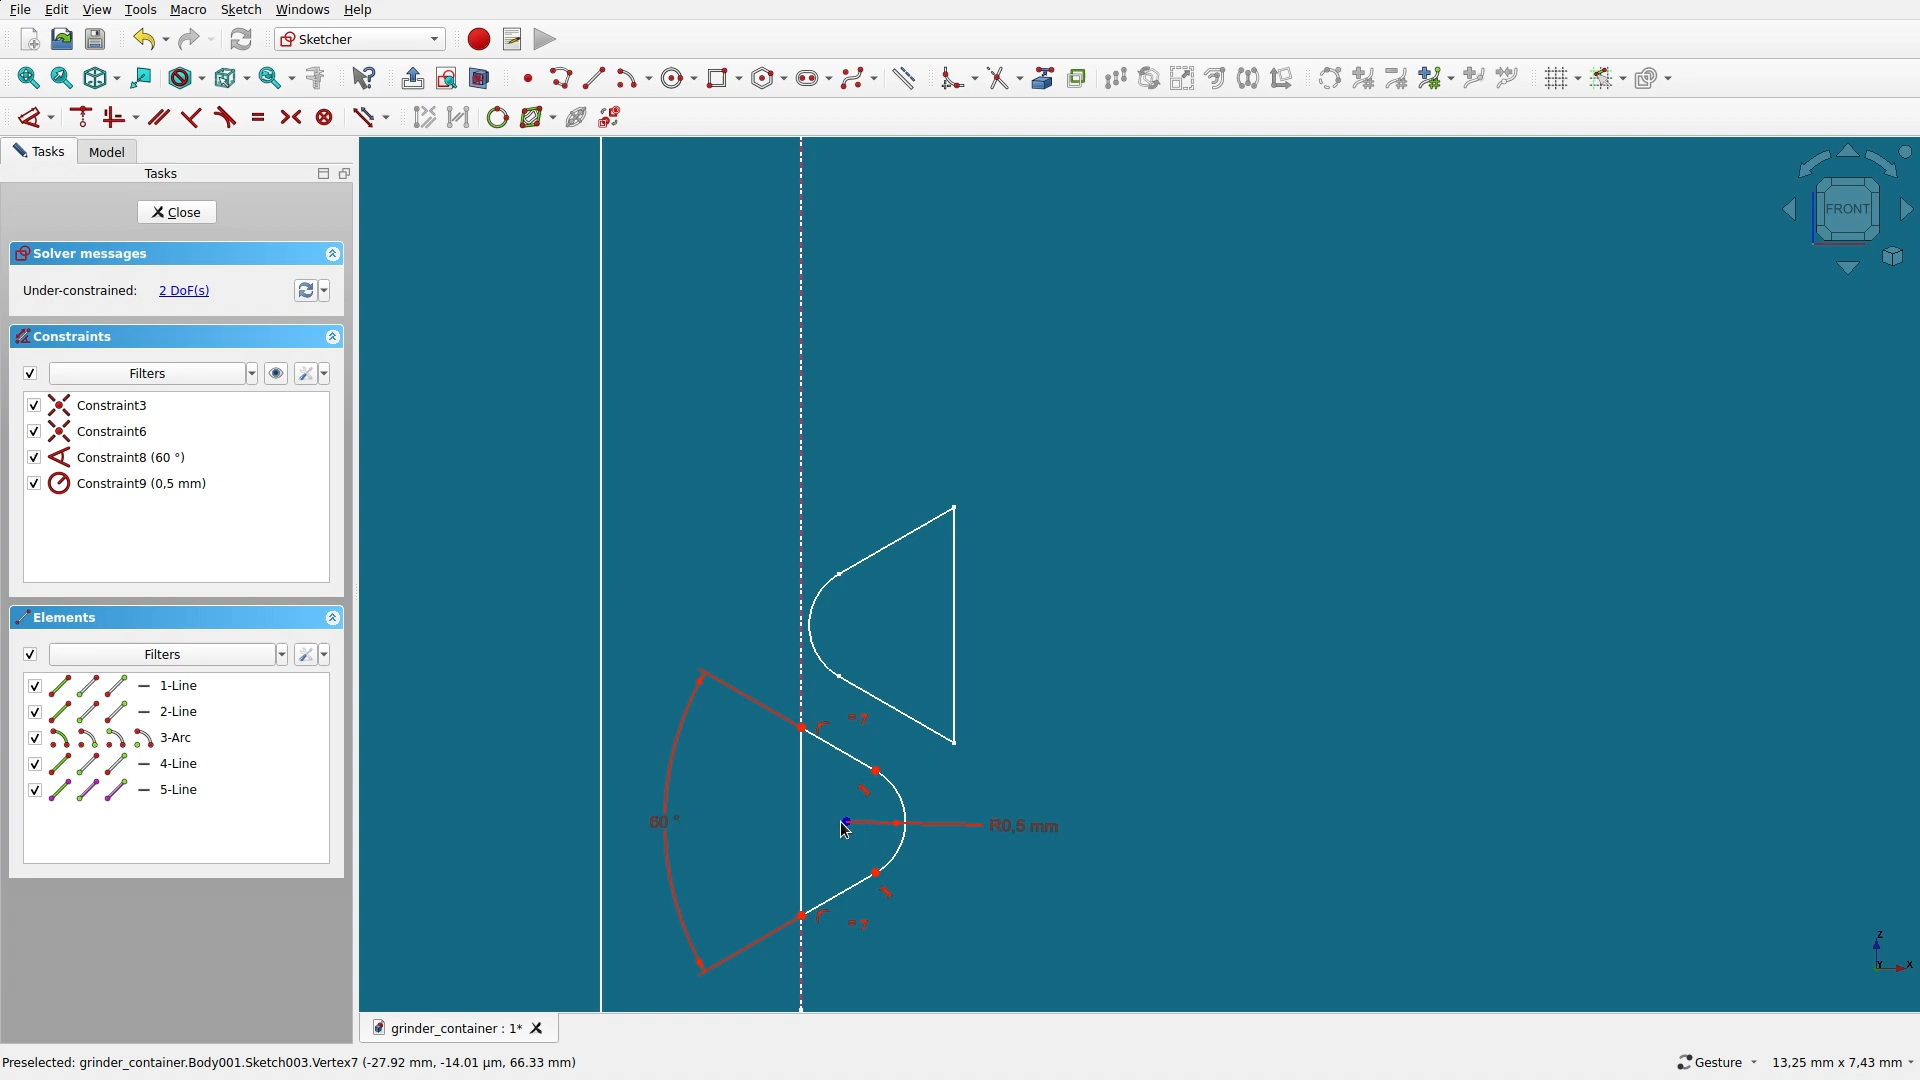 File Edit View Tools Macro Sketch Windows Help
Sketcher
Tasks Model
Tasks
Close
Solver messages
Under-constrained: 2 DoF(s)
Constraints
Filters
Constraint3
Constraint6
Constraint8 (60 °)
Constraint9 (0,5 mm)
Elements
Filters
1-Line
2-Line
3-Arc
4-Line
5-Line
FRONT
60 °
R0,5 mm
Z
Y X
grinder_container : 1*
Preselected: grinder_container.Body001.Sketch003.Vertex7 (-27.92 mm, -14.01 μm, 66.33 mm)
Gesture 13,25 mm x 7,43 mm